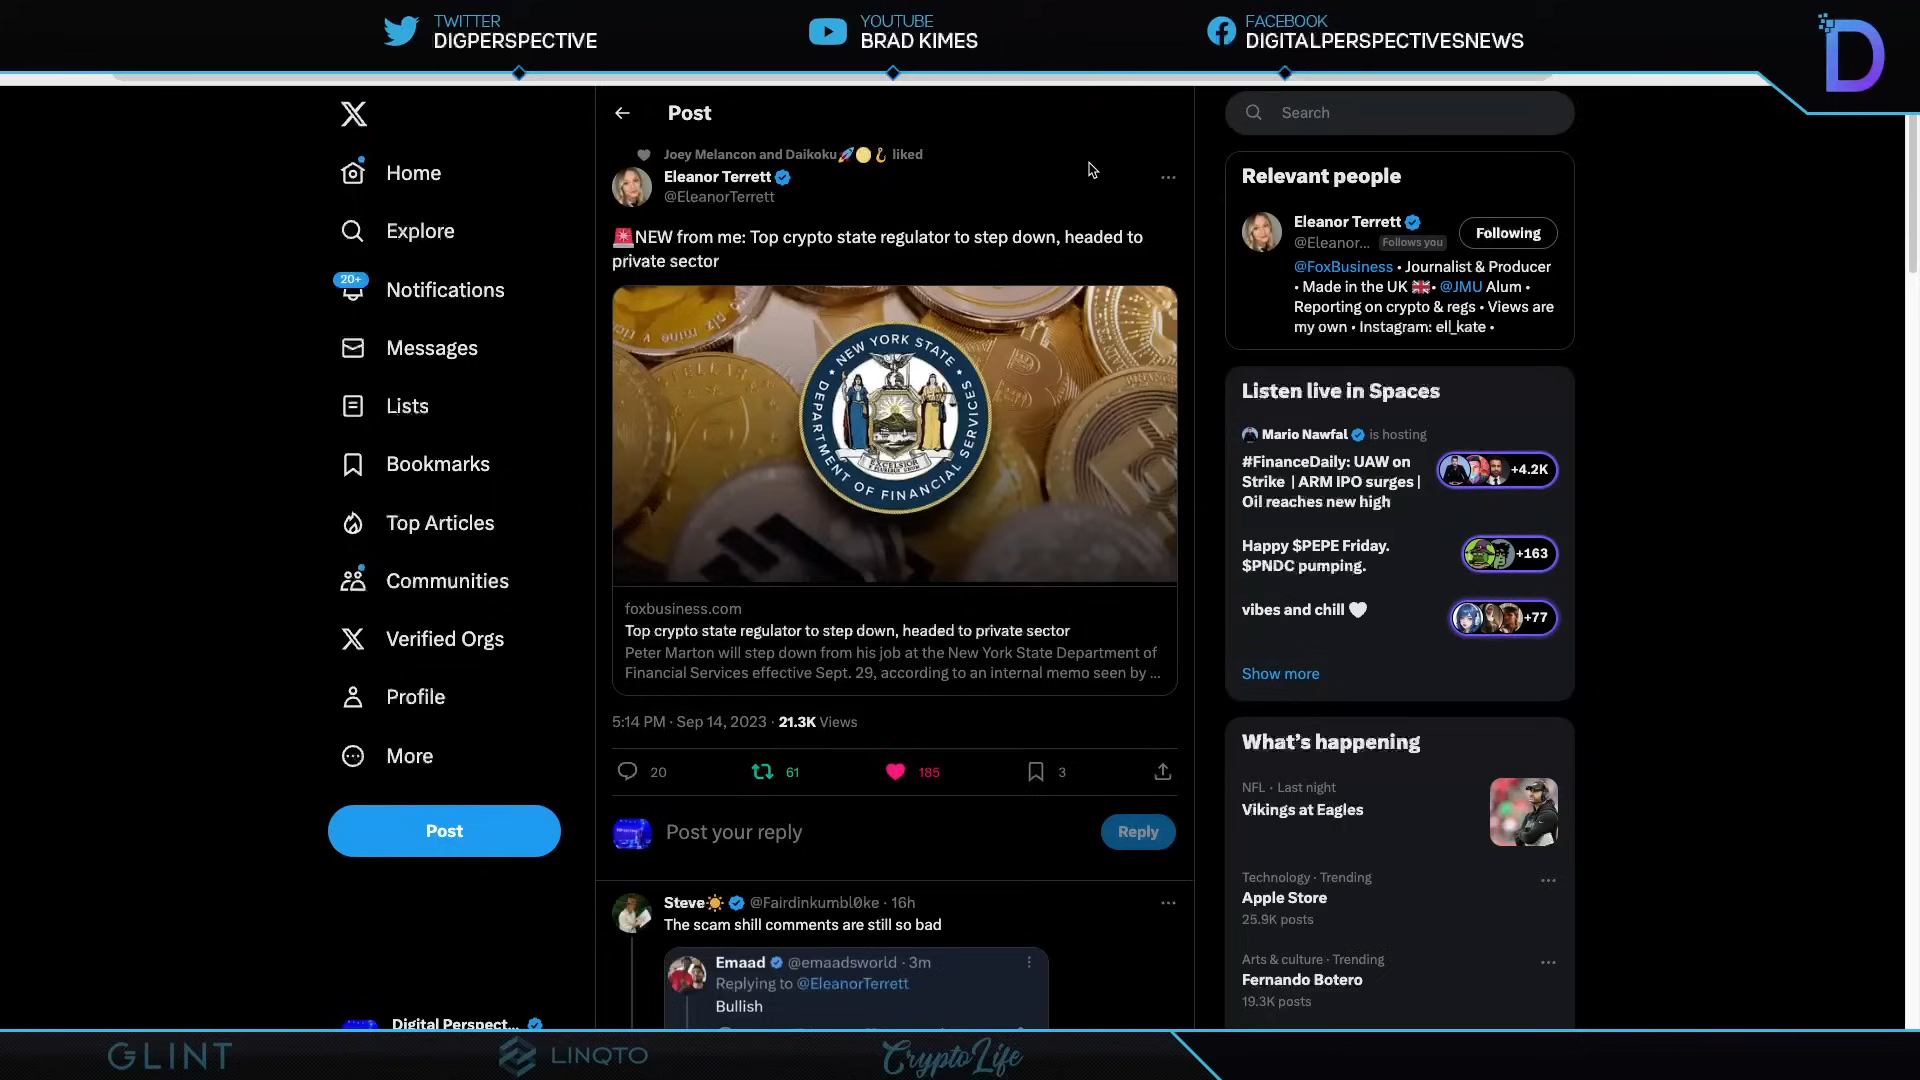 TWITTER
DIGPERSPECTIVE
YOUTUBE
BRAD KIMES
FACEBOOK
DIGITALPERSPECTIVESNEWS
D
Home
Explore
20+
Notifications
Messages
Lists
Bookmarks
Top Articles
Communities
Verified Orgs
Profile
More
Post
Digital Perspect...
Post
Joey Melancon and Daikoku🚀🌕🪝 liked
Eleanor Terrett
@EleanorTerrett
🚨NEW from me: Top crypto state regulator to step down, headed to
private sector
NEW YORK STATE
DEPARTMENT OF FINANCIAL SERVICES
EXCELSIOR
foxbusiness.com
Top crypto state regulator to step down, headed to private sector
Peter Marton will step down from his job at the New York State Department of
Financial Services effective Sept. 29, according to an internal memo seen by ...
5:14 PM · Sep 14, 2023 · 21.3K Views
20 61 185 3
Post your reply
Reply
Steve☀️ @Fairdinkumbl0ke · 16h
The scam shill comments are still so bad
Emaad @emaadsworld · 3m
Replying to @EleanorTerrett
Bullish
Search
Relevant people
Eleanor Terrett
@Eleanor... Follows you
Following
@FoxBusiness • Journalist & Producer
• Made in the UK 🇬🇧 • @JMU Alum •
Reporting on crypto & regs • Views are
my own • Instagram: ell_kate •
Listen live in Spaces
Mario Nawfal is hosting
#FinanceDaily: UAW on
Strike | ARM IPO surges |
Oil reaches new high
+4.2K
Happy $PEPE Friday.
$PNDC pumping.
+163
vibes and chill 🤍
+77
Show more
What's happening
NFL · Last night
Vikings at Eagles
Technology · Trending
Apple Store
25.9K posts
Arts & culture · Trending
Fernando Botero
19.3K posts
GLINT
LINQTO
CryptoLife